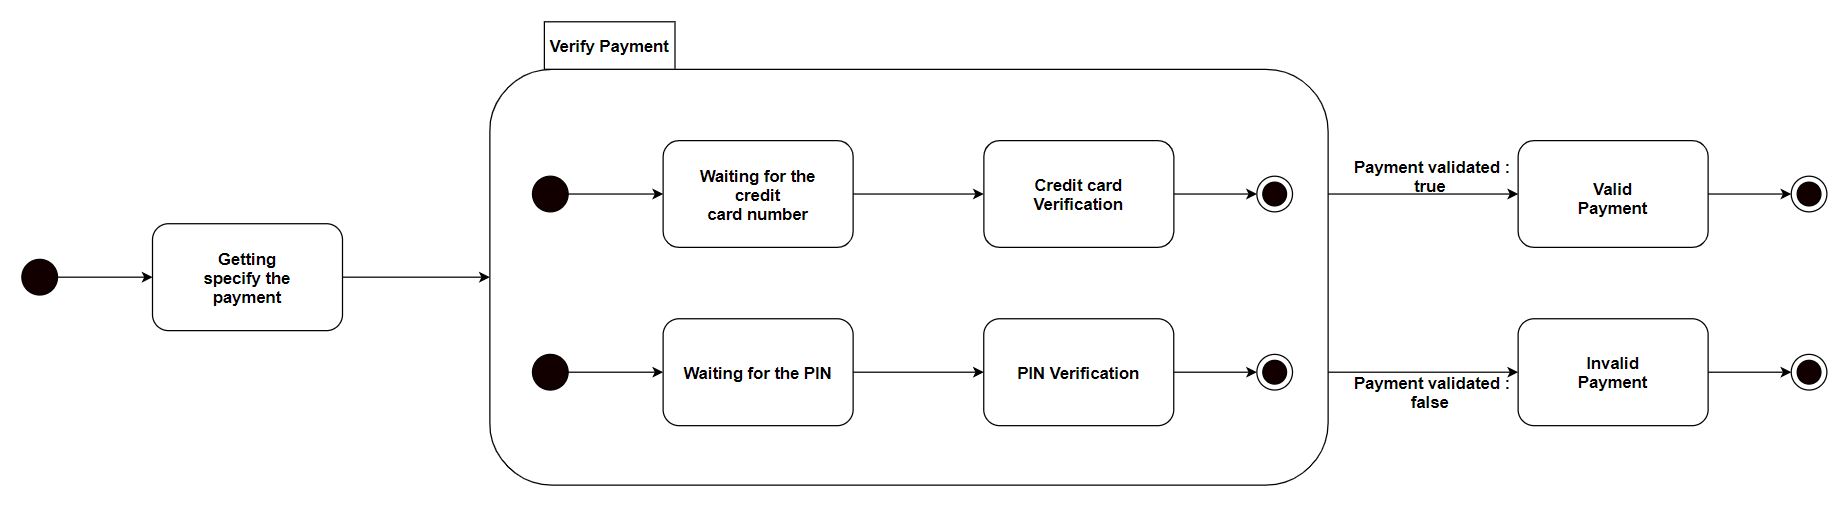 Verify Payment
Getting
specify the
payment
Waiting for the
credit
card number
Credit card
Verification
Payment validated :
true
Valid
Payment
Waiting for the PIN
PIN Verification
Payment validated :
false
Invalid
Payment